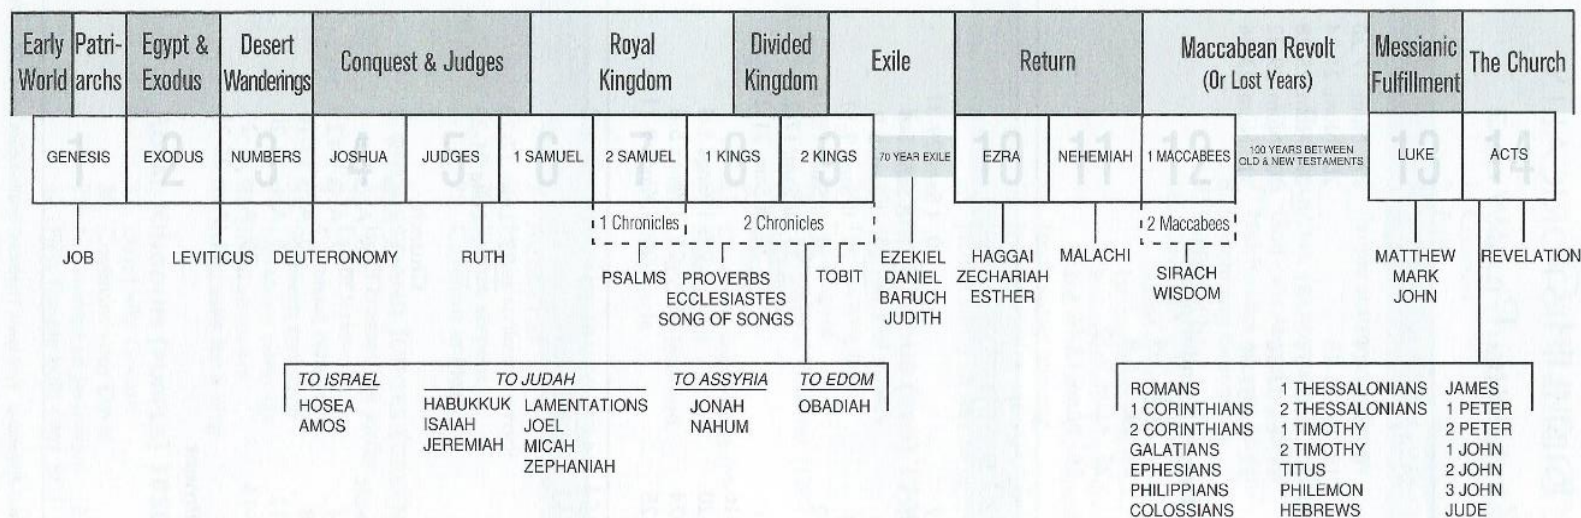 Early World
Patri-archs
Egypt & Exodus
Desert Wanderings
Conquest & Judges
Royal Kingdom
Divided Kingdom
Exile
Return
Maccabean Revolt
(Or Lost Years)
Messianic Fulfillment
The Church
1 GENESIS
2 EXODUS
3 NUMBERS
4 JOSHUA
5 JUDGES
6 1 SAMUEL
7 2 SAMUEL
8 1 KINGS
9 2 KINGS
70 YEAR EXILE
10 EZRA
11 NEHEMIAH
12 1 MACCABEES
100 YEARS BETWEEN
OLD & NEW TESTAMENTS
13 LUKE
14 ACTS
1 Chronicles
2 Chronicles
2 Maccabees
JOB
LEVITICUS
DEUTERONOMY
RUTH
PSALMS
PROVERBS
ECCLESIASTES
SONG OF SONGS
TOBIT
EZEKIEL
DANIEL
BARUCH
JUDITH
HAGGAI
ZECHARIAH
ESTHER
MALACHI
SIRACH
WISDOM
MATTHEW
MARK
JOHN
REVELATION
TO ISRAEL
HOSEA
AMOS
TO JUDAH
HABUKKUK
ISAIAH
JEREMIAH
LAMENTATIONS
JOEL
MICAH
ZEPHANIAH
TO ASSYRIA
JONAH
NAHUM
TO EDOM
OBADIAH
ROMANS
1 CORINTHIANS
2 CORINTHIANS
GALATIANS
EPHESIANS
PHILIPPIANS
COLOSSIANS
1 THESSALONIANS
2 THESSALONIANS
1 TIMOTHY
2 TIMOTHY
TITUS
PHILEMON
HEBREWS
JAMES
1 PETER
2 PETER
1 JOHN
2 JOHN
3 JOHN
JUDE